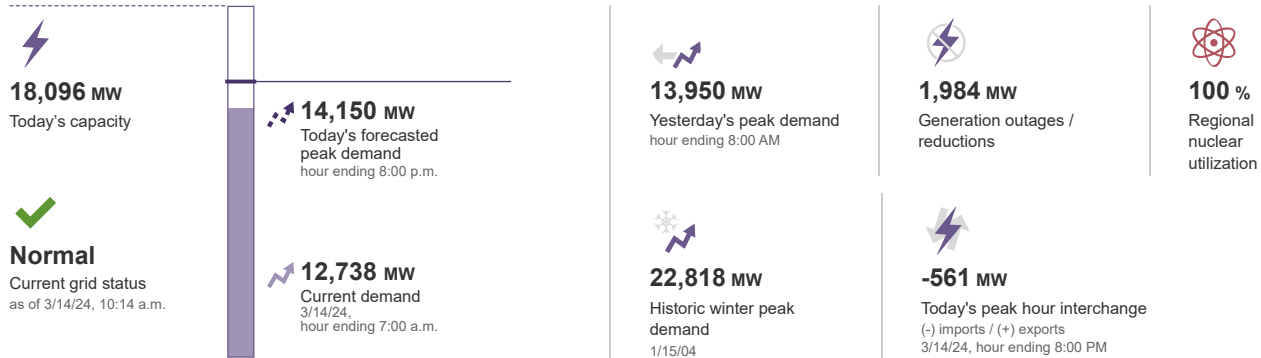 18,096 MW
Today's capacity
Normal
Current grid status
as of 3/14/24, 10:14 a.m.
14,150 MW
Today's forecasted
peak demand
hour ending 8:00 p.m.
12,738 MW
Current demand
3/14/24,
hour ending 7:00 a.m.
13,950 MW
Yesterday's peak demand
hour ending 8:00 AM
1,984 MW
Generation outages /
reductions
100 %
Regional
nuclear
utilization
22,818 MW
Historic winter peak
demand
1/15/04
-561 MW
Today's peak hour interchange
(-) imports / (+) exports
3/14/24, hour ending 8:00 PM